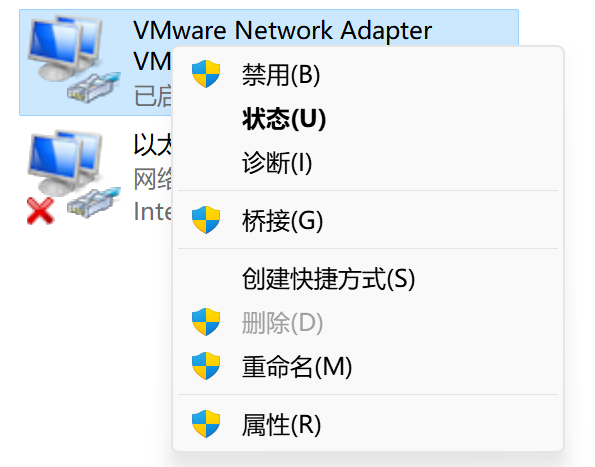 VMware Network Adapter
VM
已启
禁用(B)
状态(U)
诊断(I)
以太
网络
Inte
桥接(G)
创建快捷方式(S)
删除(D)
重命名(M)
属性(R)